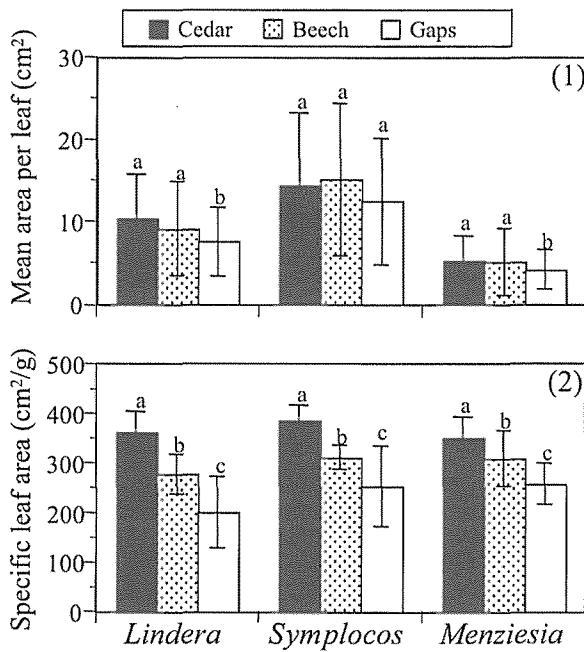 Cedar Beech Gaps
(1)
Mean area per leaf (cm²)
30
20
10
0
a a b
a a a
a a b
(2)
Specific leaf area (cm²/g)
500
400
300
200
100
0
a b c
a b c
a b c
Lindera Symplocos Menziesia